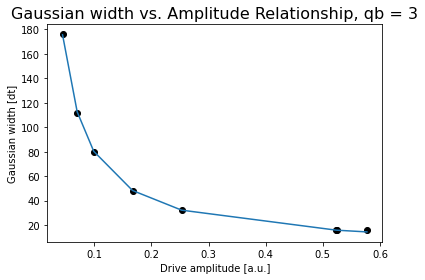 Gaussian width vs. Amplitude Relationship, qb = 3
180
160
140
120
100
80
60
40
20
Gaussian width [dt]
0.1 0.2 0.3 0.4 0.5 0.6
Drive amplitude [a.u.]